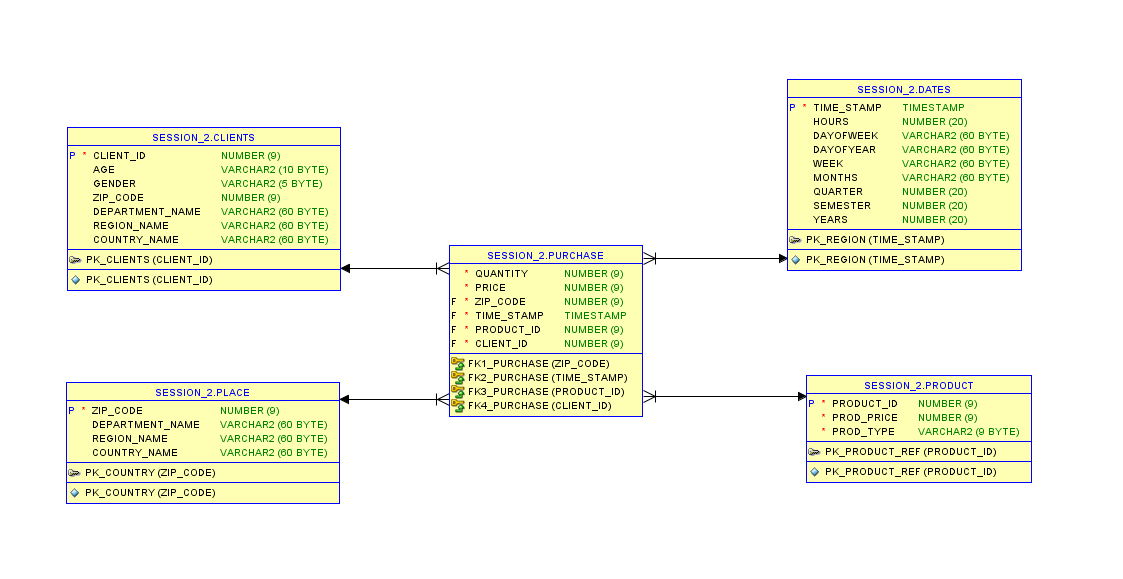 SESSION_2.CLIENTS
P * CLIENT_ID NUMBER (9)
AGE VARCHAR2 (10 BYTE)
GENDER VARCHAR2 (5 BYTE)
ZIP_CODE NUMBER (9)
DEPARTMENT_NAME VARCHAR2 (60 BYTE)
REGION_NAME VARCHAR2 (60 BYTE)
COUNTRY_NAME VARCHAR2 (60 BYTE)
PK_CLIENTS (CLIENT_ID)
PK_CLIENTS (CLIENT_ID)
SESSION_2.PLACE
P * ZIP_CODE NUMBER (9)
DEPARTMENT_NAME VARCHAR2 (60 BYTE)
REGION_NAME VARCHAR2 (60 BYTE)
COUNTRY_NAME VARCHAR2 (60 BYTE)
PK_COUNTRY (ZIP_CODE)
PK_COUNTRY (ZIP_CODE)
SESSION_2.PURCHASE
* QUANTITY NUMBER (9)
* PRICE NUMBER (9)
F * ZIP_CODE NUMBER (9)
F * TIME_STAMP TIMESTAMP
F * PRODUCT_ID NUMBER (9)
F * CLIENT_ID NUMBER (9)
FK1_PURCHASE (ZIP_CODE)
FK2_PURCHASE (TIME_STAMP)
FK3_PURCHASE (PRODUCT_ID)
FK4_PURCHASE (CLIENT_ID)
SESSION_2.DATES
P * TIME_STAMP TIMESTAMP
HOURS NUMBER (20)
DAYOFWEEK VARCHAR2 (60 BYTE)
DAYOFYEAR VARCHAR2 (60 BYTE)
WEEK VARCHAR2 (60 BYTE)
MONTHS VARCHAR2 (60 BYTE)
QUARTER NUMBER (20)
SEMESTER NUMBER (20)
YEARS NUMBER (20)
PK_REGION (TIME_STAMP)
PK_REGION (TIME_STAMP)
SESSION_2.PRODUCT
P * PRODUCT_ID NUMBER (9)
* PROD_PRICE NUMBER (9)
* PROD_TYPE VARCHAR2 (9 BYTE)
PK_PRODUCT_REF (PRODUCT_ID)
PK_PRODUCT_REF (PRODUCT_ID)